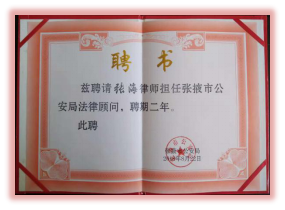 聘书
兹聘请张海律师担任张掖市公
安局法律顾问，聘期二年。
此聘